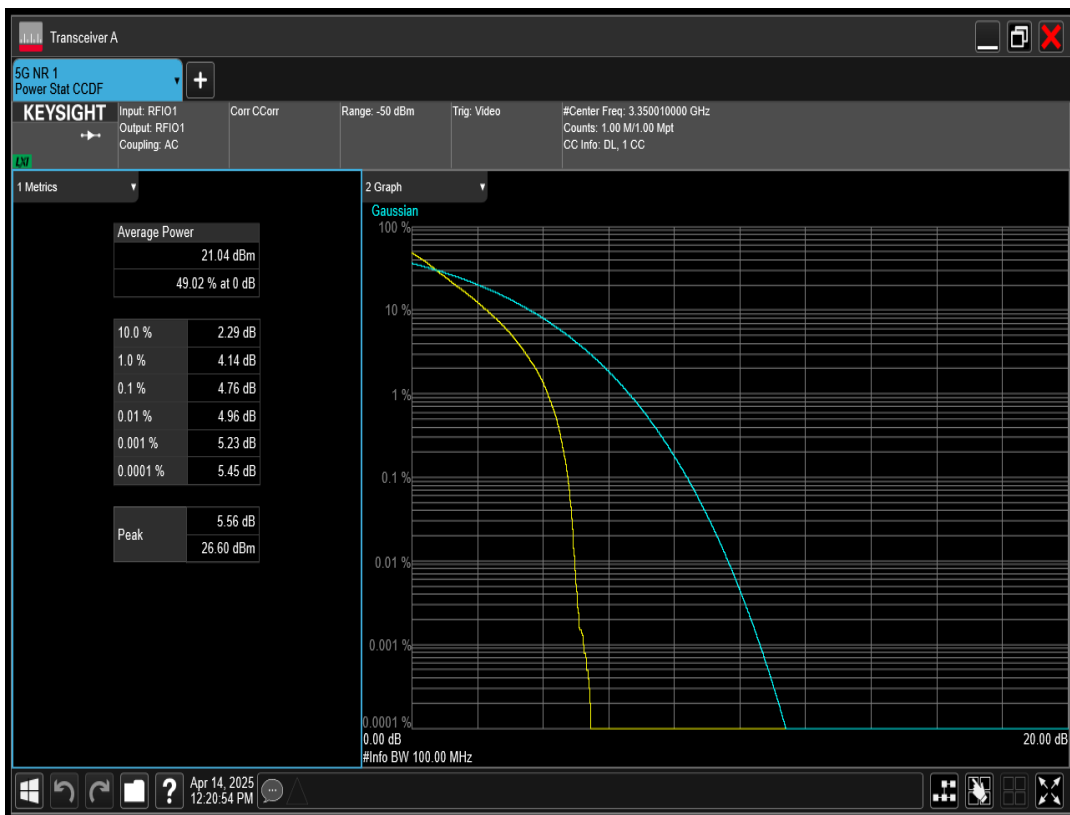 Transceiver A
5G NR 1
Power Stat CCDF
+
KEYSIGHT
LXI
Input: RFIO1
Output: RFIO1
Coupling: AC
Corr CCorr
Range: -50 dBm
Trig: Video
#Center Freq: 3.350010000 GHz
Counts: 1.00 M/1.00 Mpt
CC Info: DL, 1 CC
1 Metrics
Average Power
21.04 dBm
49.02 % at 0 dB
10.0 % 2.29 dB
1.0 % 4.14 dB
0.1 % 4.76 dB
0.01 % 4.96 dB
0.001 % 5.23 dB
0.0001 % 5.45 dB
Peak 5.56 dB
26.60 dBm
2 Graph
Gaussian
100 %
10 %
1 %
0.1 %
0.01 %
0.001 %
0.0001 %
0.00 dB 20.00 dB
#Info BW 100.00 MHz
?
Apr 14, 2025
12:20:54 PM